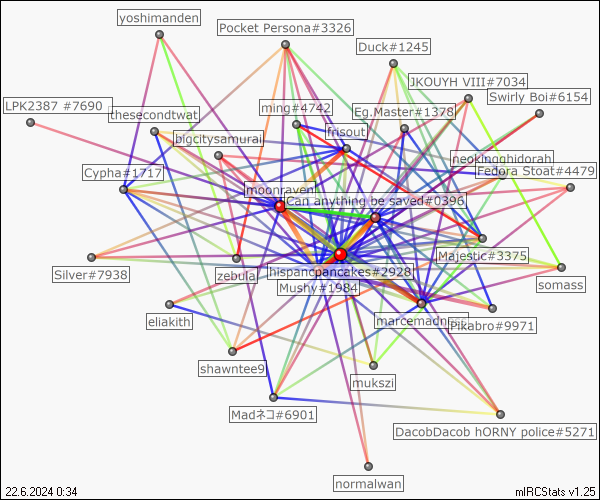 yoshimanden
Pocket Persona#3326
Duck#1245
JKOUYH VIII#7034
Swirly Boi#6154
LPK2387 #7690
thesecondtwat
ming#4742
Eg.Master#1378
bigcitysamurai
frisout
neokingghidorah
Cypha#1717
Fedora Stoat#4479
moonraven
Can anything be saved#0396
Majestic#3375
Silver#7938
zebula
hispanicpancakes#2928
somass
Mushy#1984
eliakith
Pikabro#9971
shawntee9
mukszi
Madネコ#6901
DacobDacob hORNY police#5271
normalwan
22.6.2024 0:34
mIRCStats v1.25